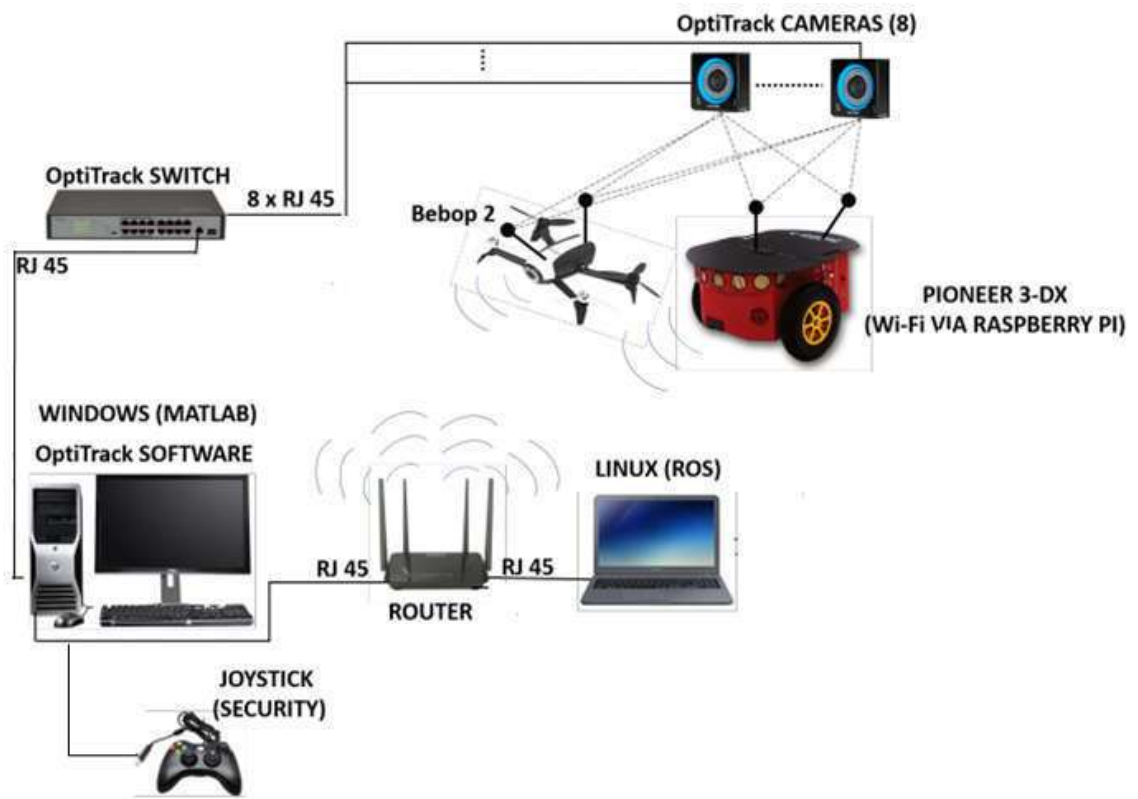 OptiTrack CAMERAS (8)
OptiTrack SWITCH
8 x RJ 45
Bebop 2
RJ 45
PIONEER 3-DX
(Wi-Fi VIA RASPBERRY PI)
WINDOWS (MATLAB)
OptiTrack SOFTWARE
LINUX (ROS)
RJ 45
RJ 45
ROUTER
JOYSTICK
(SECURITY)